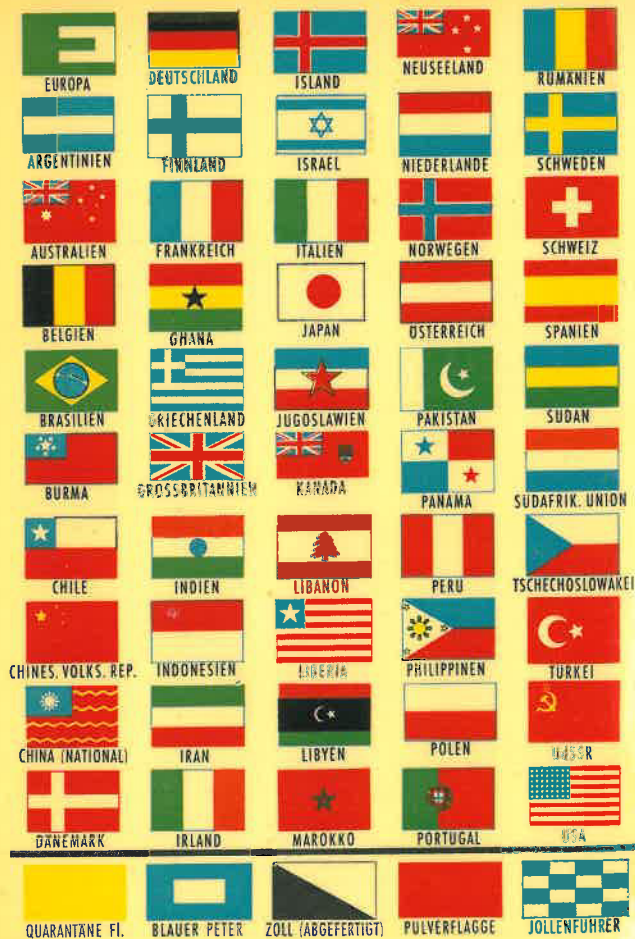 EUROPA
DEUTSCHLAND
ISLAND
NEUSEELAND
RUMÄNIEN
ARGENTINIEN
FINNLAND
ISRAEL
NIEDERLANDE
SCHWEDEN
AUSTRALIEN
FRANKREICH
ITALIEN
NORWEGEN
SCHWEIZ
BELGIEN
GHANA
JAPAN
ÖSTERREICH
SPANIEN
BRASILIEN
GRIECHENLAND
JUGOSLAWIEN
PAKISTAN
SUDAN
BURMA
GROSSBRITANNIEN
KANADA
PANAMA
SÜDAFRIK. UNION
CHILE
INDIEN
LIBANON
PERU
TSCHECHOSLOWAKEI
CHINES. VOLKS. REP.
INDONESIEN
LIBERIA
PHILIPPINEN
TÜRKEI
CHINA (NATIONAL)
IRAN
LIBYEN
POLEN
UdSSR
DÄNEMARK
IRLAND
MAROKKO
PORTUGAL
USA
QUARANTÄNE Fl.
BLAUER PETER
ZOLL (ABGEFERTIGT)
PULVERFLAGGE
JOLLENFÜHRER